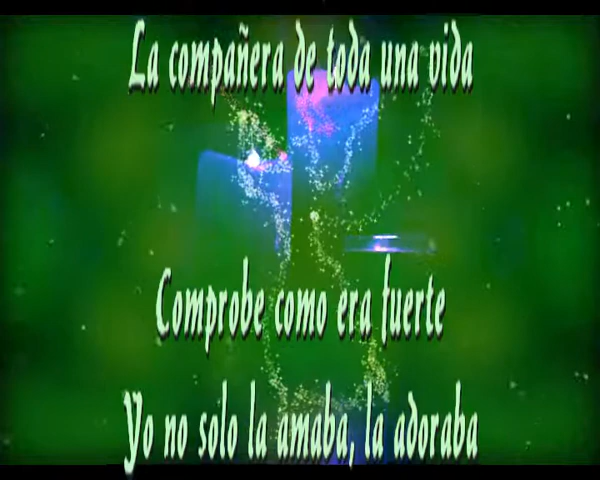 La compañera de toda una vida
Comprobe como era fuerte
Yo no solo la amaba, la adoraba